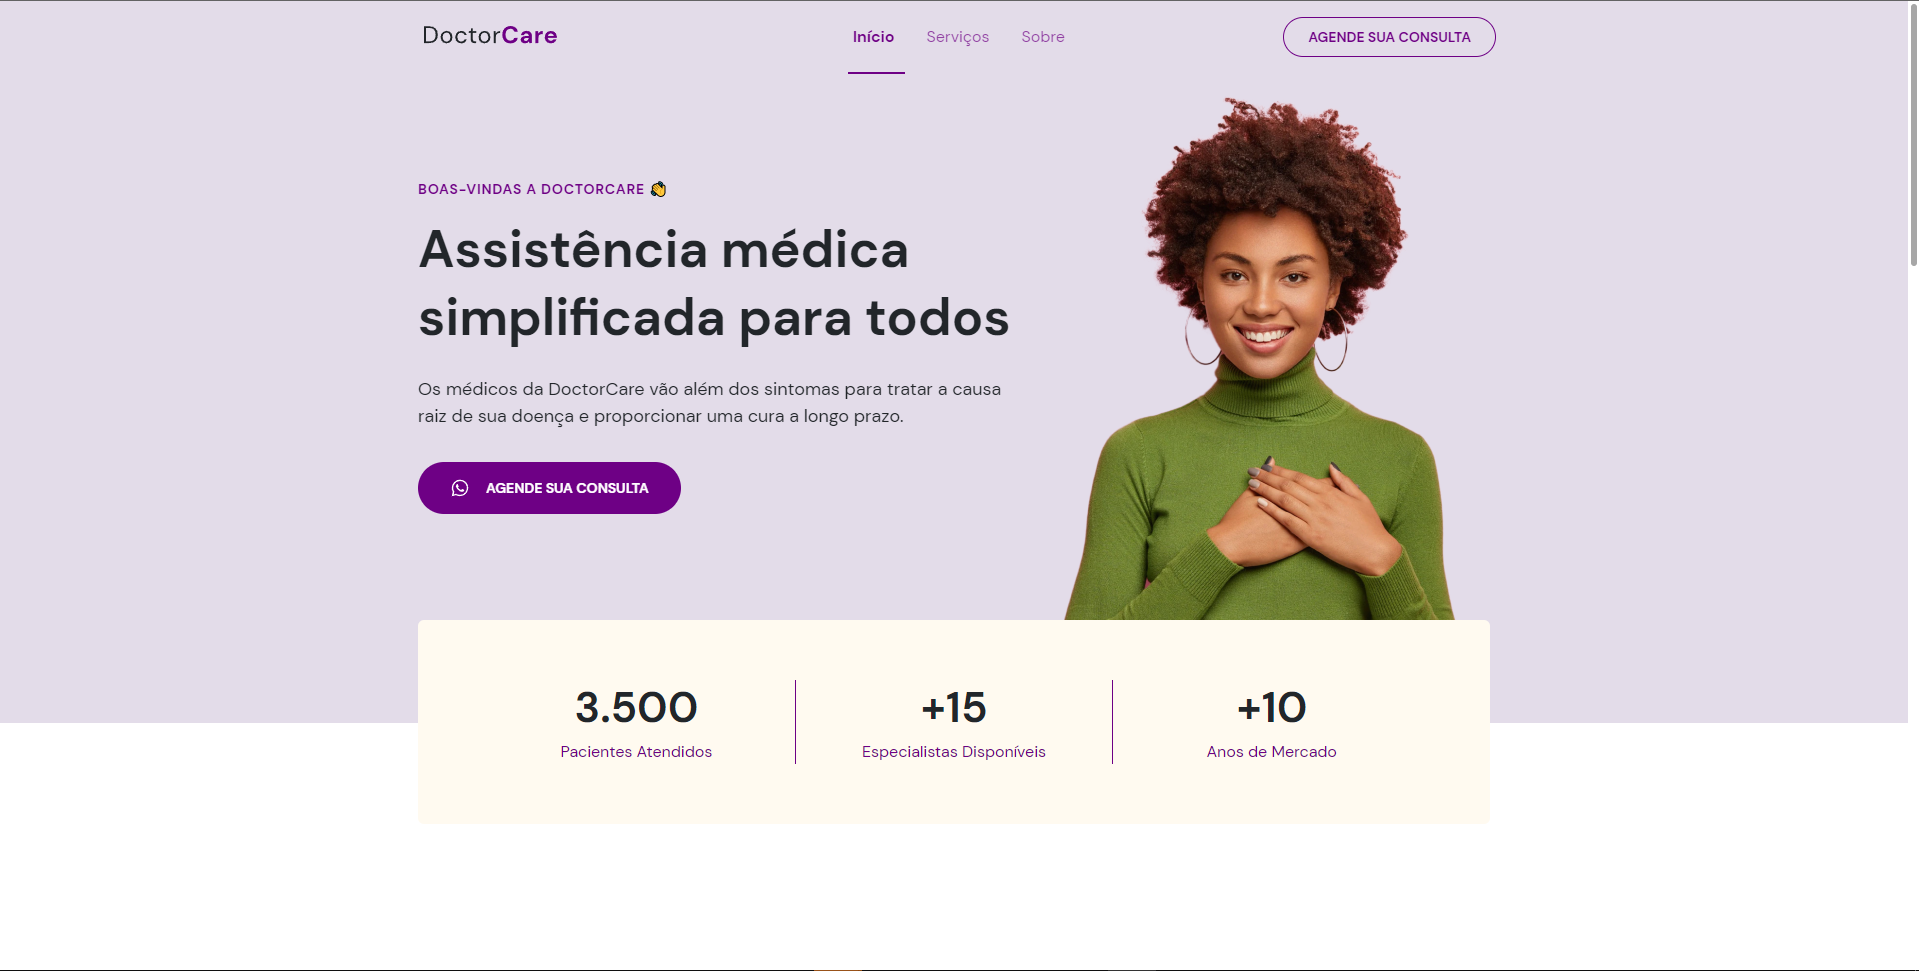 DoctorCare
Início
Serviços
Sobre
AGENDE SUA CONSULTA
BOAS-VINDAS A DOCTORCARE 👋
Assistência médica
simplificada para todos
Os médicos da DoctorCare vão além dos sintomas para tratar a causa
raiz de sua doença e proporcionar uma cura a longo prazo.
AGENDE SUA CONSULTA
3.500
Pacientes Atendidos
+15
Especialistas Disponíveis
+10
Anos de Mercado